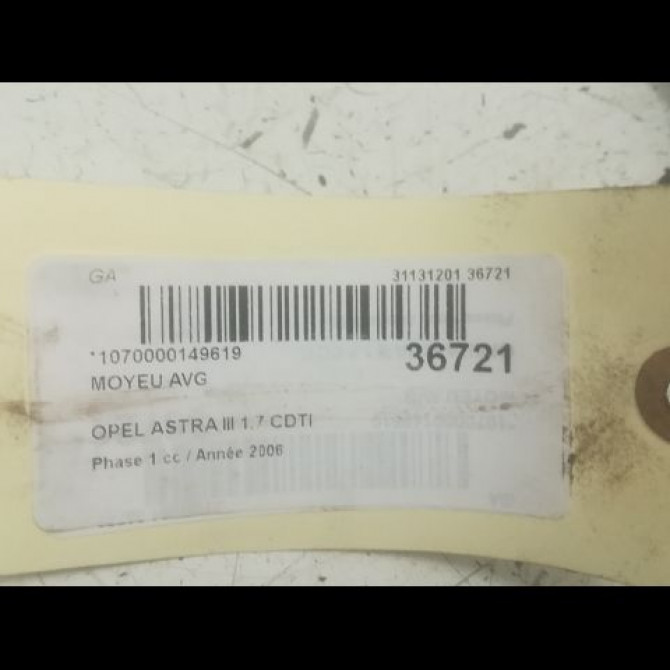 GA 31131201 36721
*1070000149619 36721
MOYEU AVG
OPEL ASTRA III 1.7 CDTI
Phase 1 cc / Année 2006